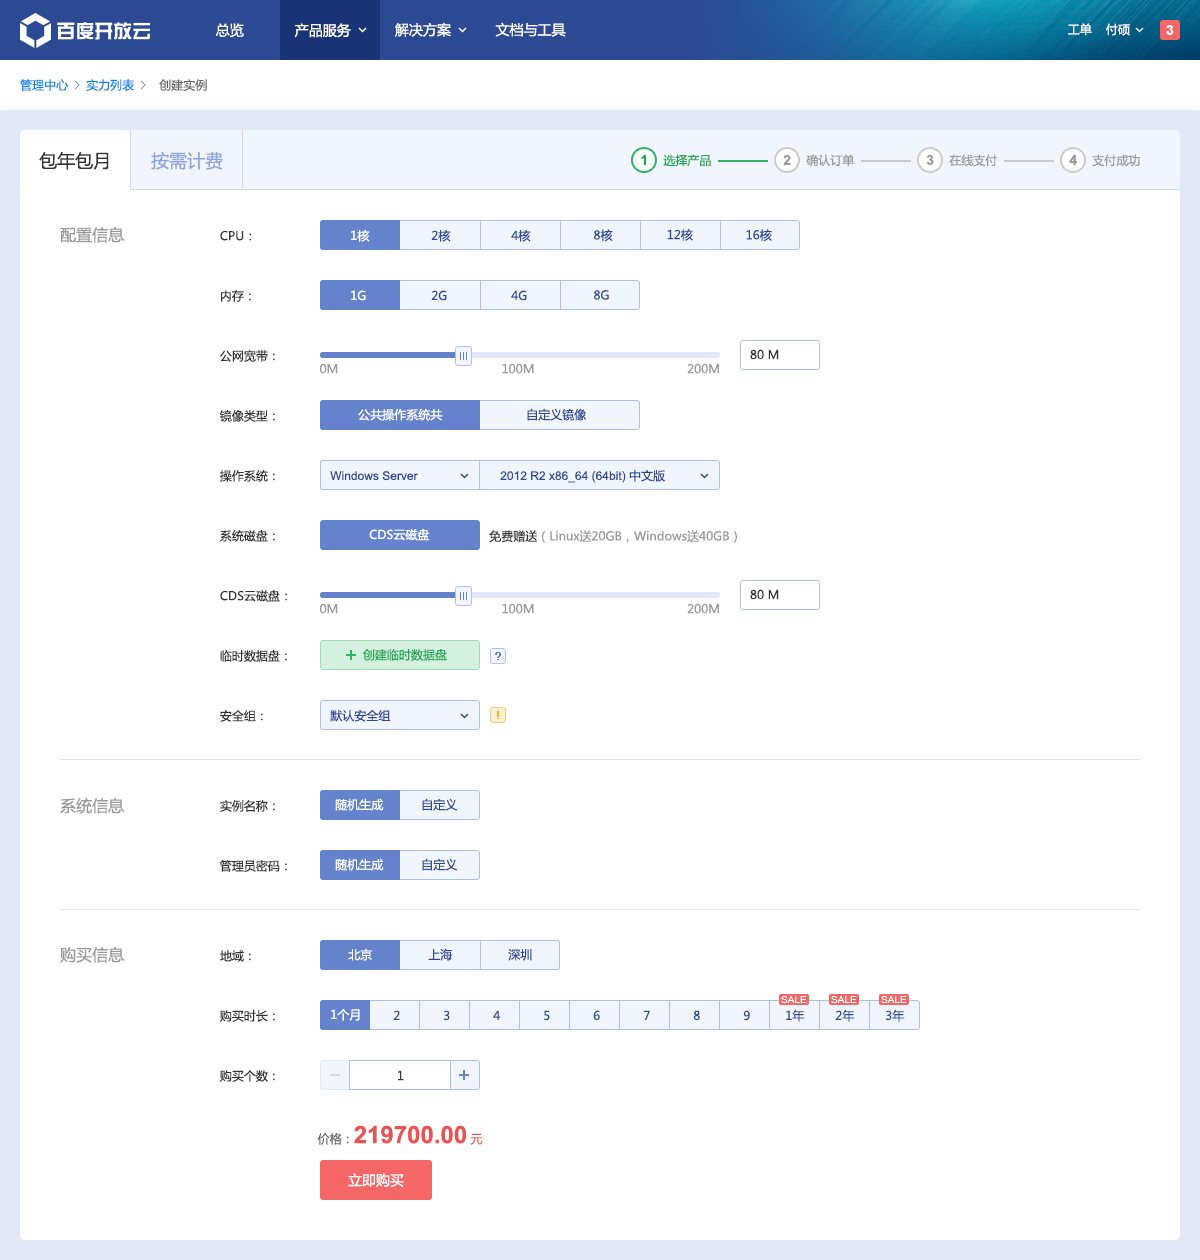 百度开放云 总览 产品服务 解决方案 文档与工具 工单 付硕 3
管理中心 > 实力列表 > 创建实例
包年包月 按需计费 1 选择产品 2 确认订单 3 在线支付 4 支付成功
配置信息 CPU： 1核 2核 4核 8核 12核 16核
内存： 1G 2G 4G 8G
公网宽带： 80 M
0M 100M 200M
镜像类型： 公共操作系统共 自定义镜像
操作系统： Windows Server 2012 R2 x86_64 (64bit) 中文版
系统磁盘： CDS云磁盘 免费赠送（Linux送20GB，Windows送40GB）
CDS云磁盘： 80 M
0M 100M 200M
临时数据盘： + 创建临时数据盘 ?
安全组： 默认安全组 !
系统信息 实例名称： 随机生成 自定义
管理员密码： 随机生成 自定义
购买信息 地域： 北京 上海 深圳
SALE SALE SALE
购买时长： 1个月 2 3 4 5 6 7 8 9 1年 2年 3年
购买个数： − 1 +
价格：219700.00 元
立即购买